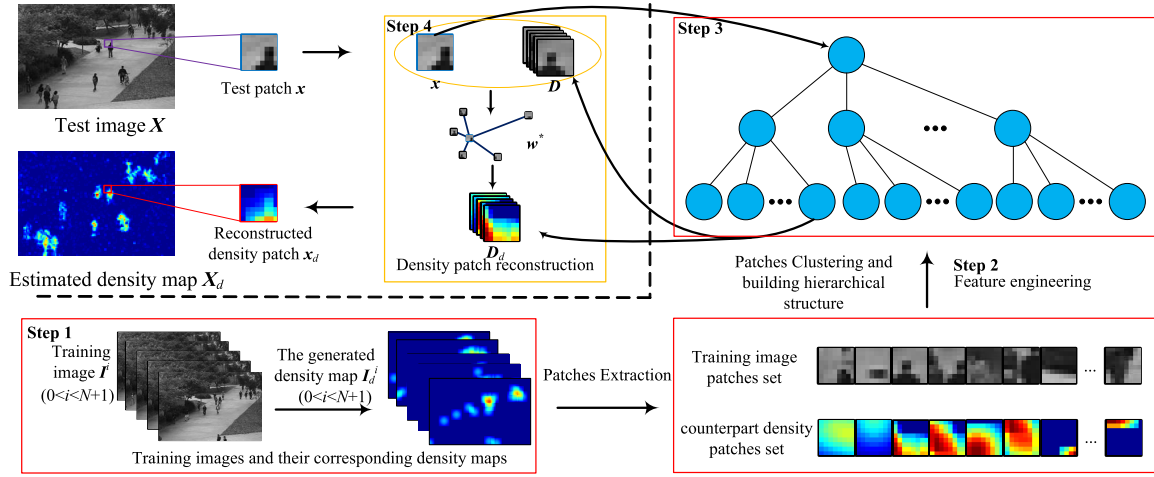 Test image X
Test patch x
Estimated density map X_d
Reconstructed
density patch x_d
Step 4
x
D
w*
D_d
Density patch reconstruction
Step 3
•••
•••
•••
•••
Patches Clustering and
building hierarchical
structure
Step 2
Feature engineering
Step 1
Training
image I^i
(0<i<N+1)
The generated
density map I_d^i
(0<i<N+1)
Training images and their corresponding density maps
Patches Extraction
Training image
patches set
...
counterpart density
patches set
...